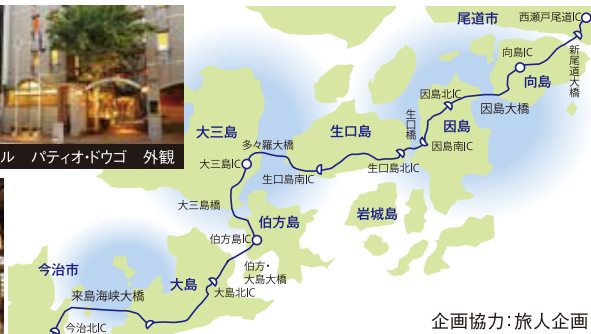 ル　パティオ・ドウゴ　外観
尾道市
西瀬戸尾道IC
新尾道大橋
向島IC
向島
因島北IC
因島大橋
因島
生口橋
因島南IC
生口島
生口島北IC
大三島
多々羅大橋
大三島IC
生口島南IC
大三島橋
岩城島
伯方島
伯方島IC
伯方・
大島大橋
今治市
大島
大島北IC
来島海峡大橋
今治北IC
企画協力：旅人企画